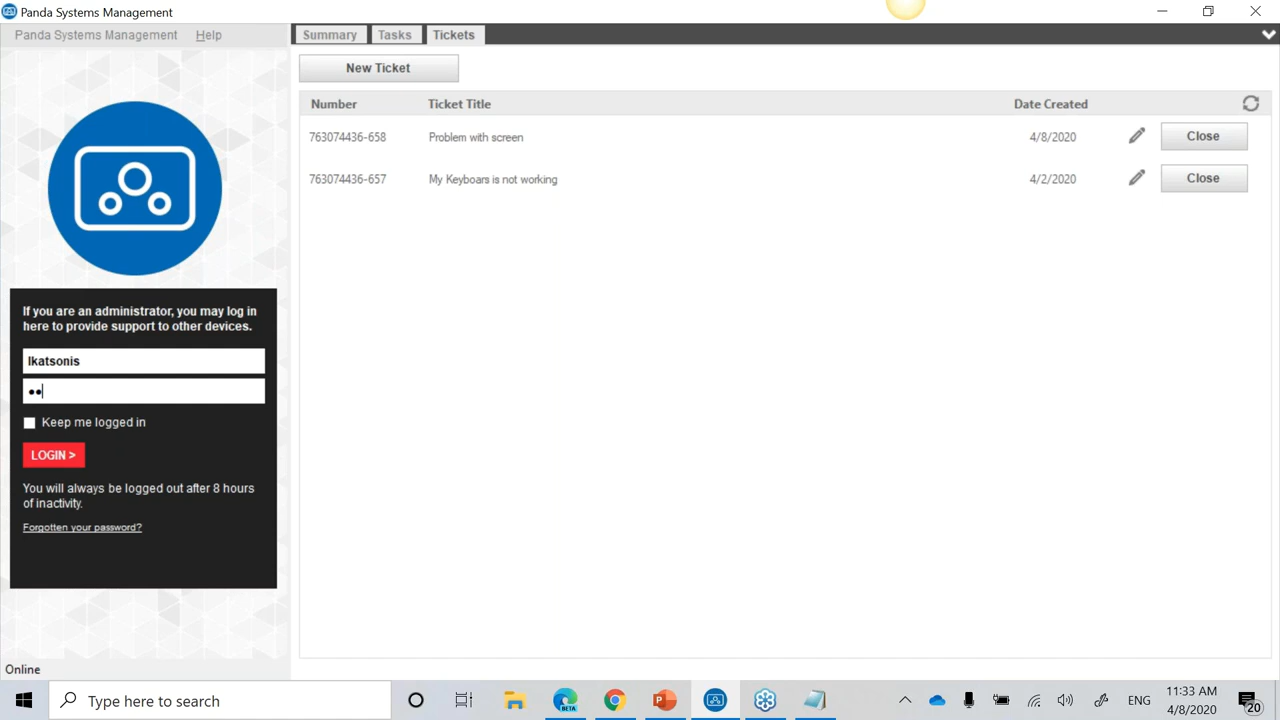 Panda Systems Management
Panda Systems Management Help
Summary Tasks Tickets
New Ticket
Number Ticket Title Date Created
763074436-658 Problem with screen 4/8/2020 Close
763074436-657 My Keyboars is not working 4/2/2020 Close
If you are an administrator, you may log in
here to provide support to other devices.
Ikatsonis
••
Keep me logged in
LOGIN >
You will always be logged out after 8 hours
of inactivity.
Forgotten your password?
Online
Type here to search
BETA
ENG
11:33 AM
4/8/2020
20